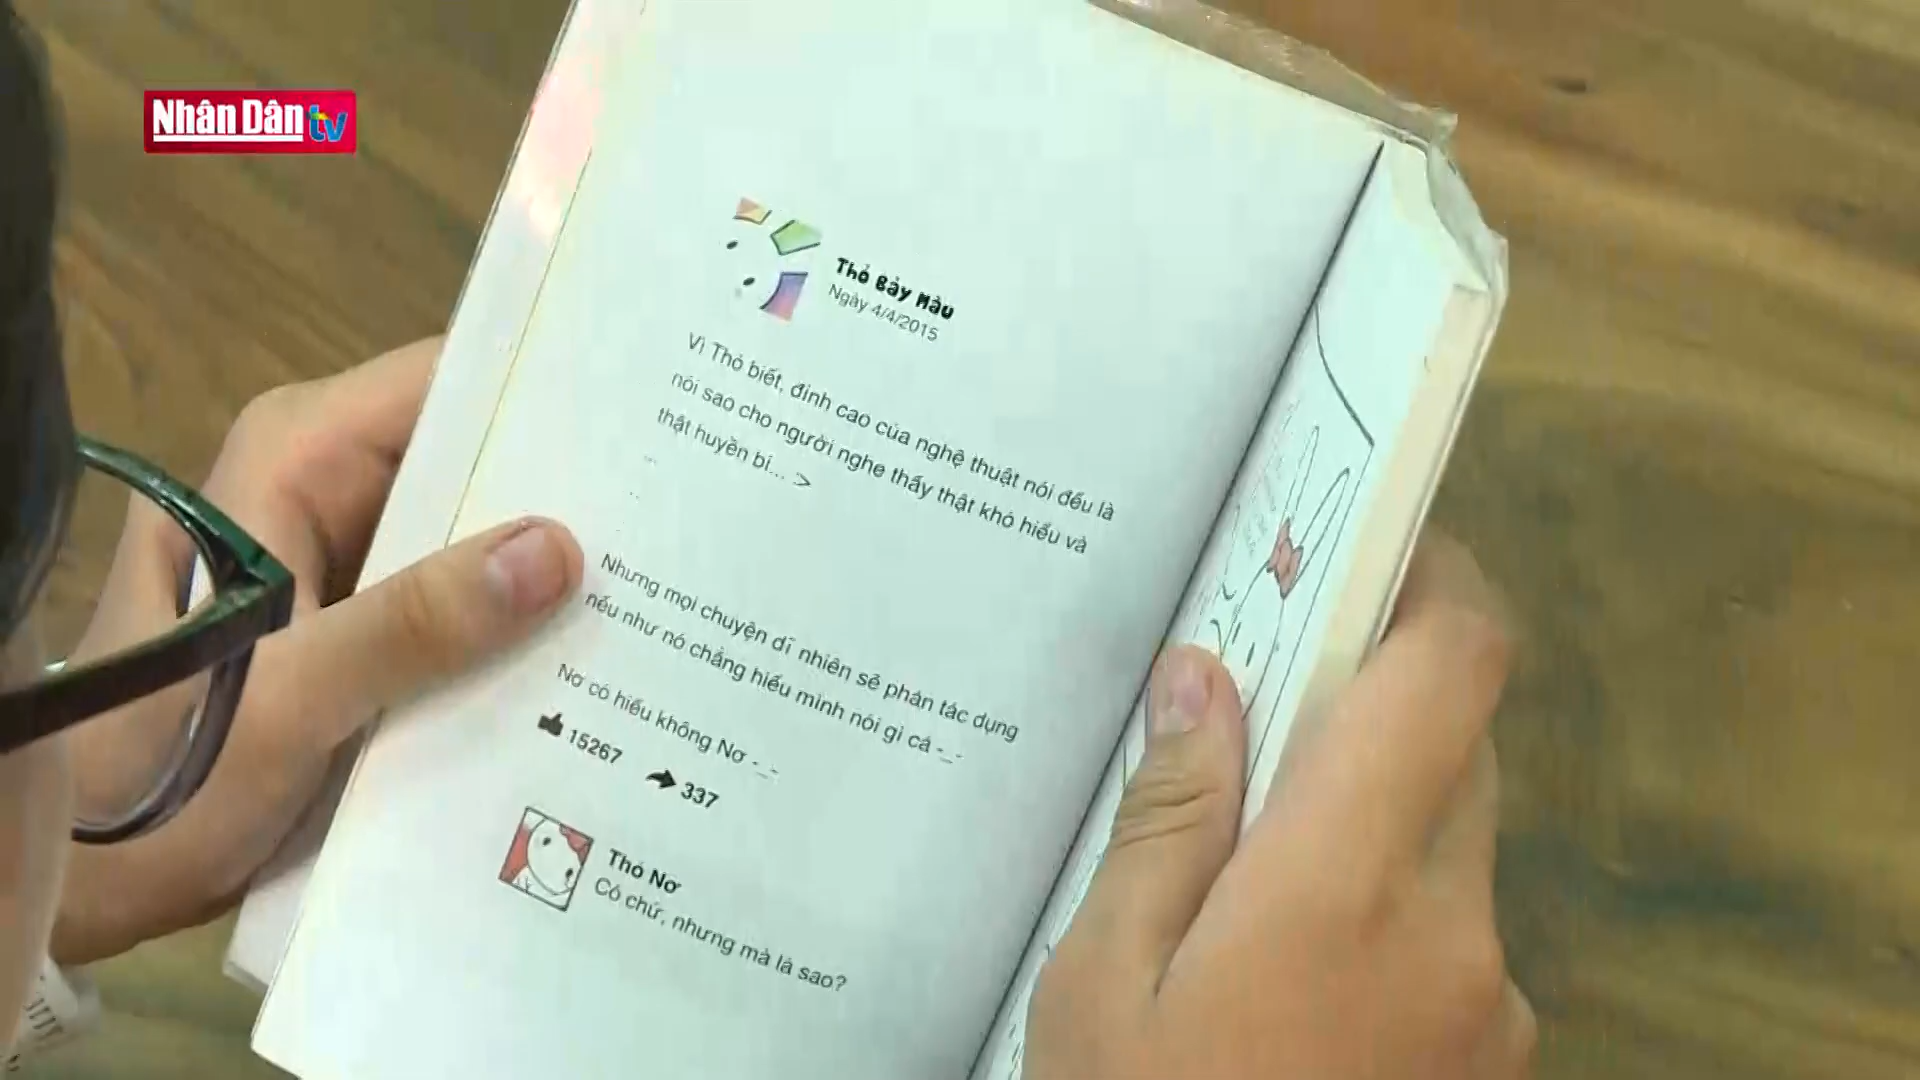 Nhân Dân tv
Thỏ Bảy Màu
Ngày 4/4/2015
Vì Thỏ biết, đỉnh cao của nghệ thuật nói đểu là
nói sao cho người nghe thấy thật khó hiểu và
thật huyền bí... >
Nhưng mọi chuyện dĩ nhiên sẽ phản tác dụng
nếu như nó chẳng hiểu mình nói gì cả -_-
Nơ có hiểu không Nơ -_-
15267 337
Thỏ Nơ
Có chứ, nhưng mà là sao?